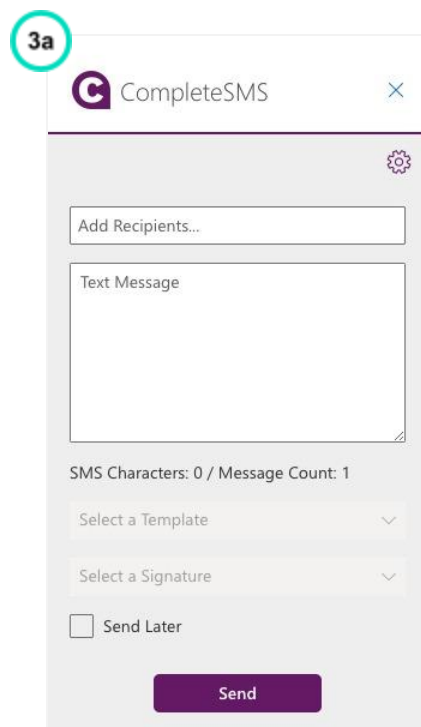 3a
CompleteSMS
Add Recipients...
Text Message
SMS Characters: 0 / Message Count: 1
Select a Template
Select a Signature
Send Later
Send